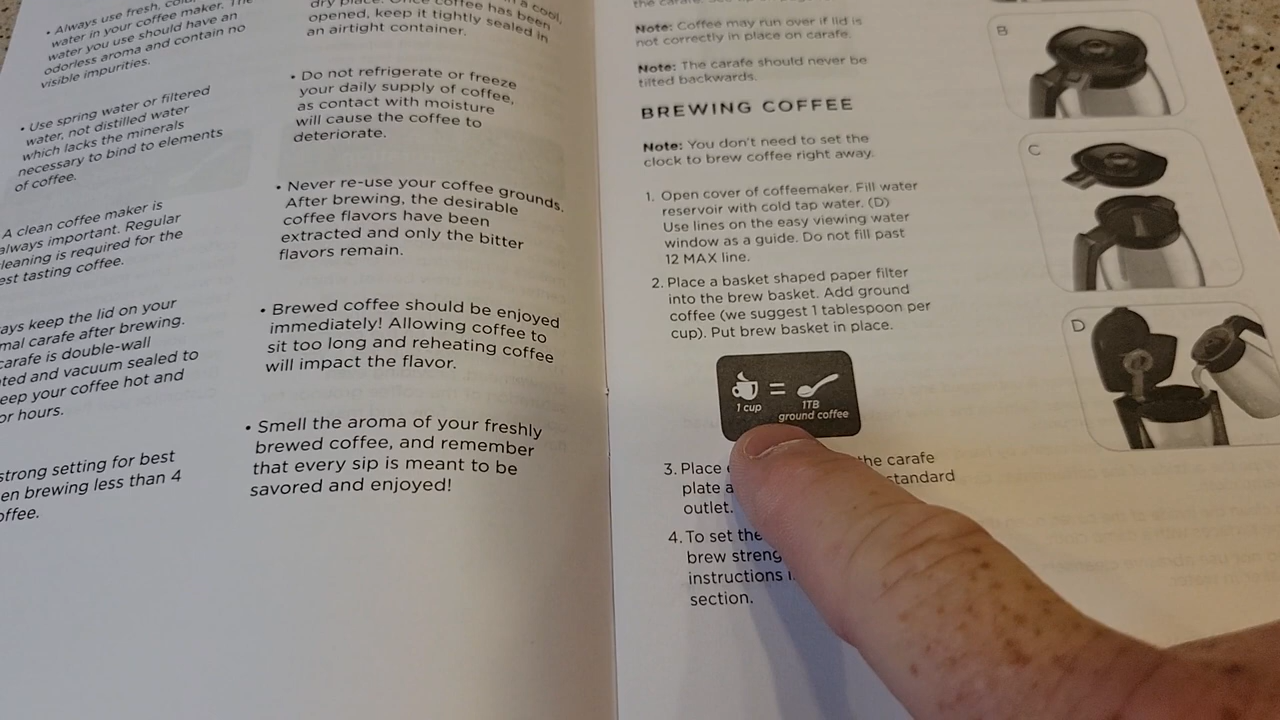 • Always use fresh,
water in your coffee maker. The
water you use should have an
odorless aroma and contain no
visible impurities.
• Use spring water or filtered
water, not distilled water
which lacks the minerals
necessary to bind to elements
of coffee.
A clean coffee maker is
always important. Regular
leaning is required for the
est tasting coffee.
ays keep the lid on your
mal carafe after brewing.
carafe is double-wall
ted and vacuum sealed to
eep your coffee hot and
or hours.
strong setting for best
en brewing less than 4
offee.
a cool,
dry place. Once coffee has been
opened, keep it tightly sealed in
an airtight container.
• Do not refrigerate or freeze
your daily supply of coffee,
as contact with moisture
will cause the coffee to
deteriorate.
• Never re-use your coffee grounds.
After brewing, the desirable
coffee flavors have been
extracted and only the bitter
flavors remain.
• Brewed coffee should be enjoyed
immediately! Allowing coffee to
sit too long and reheating coffee
will impact the flavor.
• Smell the aroma of your freshly
brewed coffee, and remember
that every sip is meant to be
savored and enjoyed!
the carafe.
Note: Coffee may run over if lid is
not correctly in place on carafe.
Note: The carafe should never be
tilted backwards.
BREWING COFFEE
Note: You don't need to set the
clock to brew coffee right away.
1. Open cover of coffeemaker. Fill water
reservoir with cold tap water. (D)
Use lines on the easy viewing water
window as a guide. Do not fill past
12 MAX line.
2. Place a basket shaped paper filter
into the brew basket. Add ground
coffee (we suggest 1 tablespoon per
cup). Put brew basket in place.
1 cup = 1TB
ground coffee
3. Place the carafe
plate a standard
outlet.
4. To set the
brew streng
instructions i
section.
B
C
D